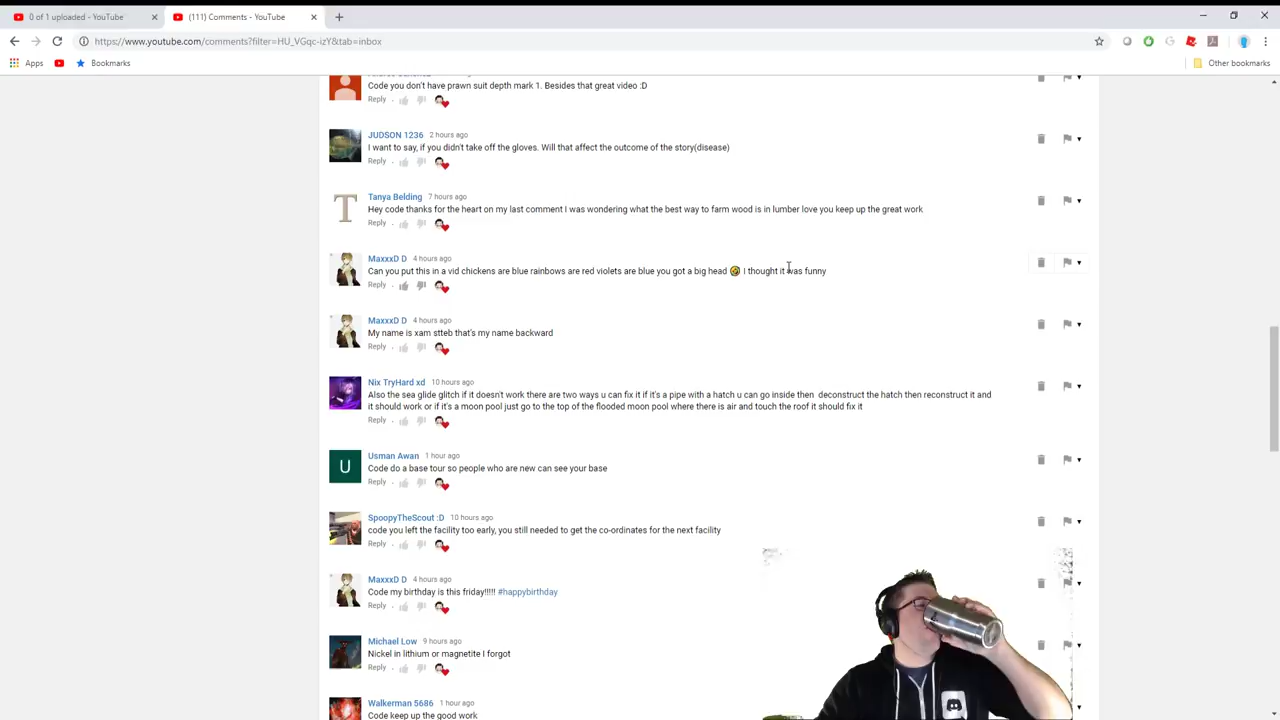 0 of 1 uploaded - YouTube
(111) Comments - YouTube
https://www.youtube.com/comments?filter=HU_VGqc-izY&tab=inbox
Apps
Bookmarks
Other bookmarks
Code you don't have prawn suit depth mark 1. Besides that great video :D
Reply
JUDSON 1236 2 hours ago
I want to say, if you didn't take off the gloves. Will that affect the outcome of the story(disease)
Reply
T
Tanya Belding 7 hours ago
Hey code thanks for the heart on my last comment I was wondering what the best way to farm wood is in lumber love you keep up the great work
Reply
MaxxxD D 4 hours ago
Can you put this in a vid chickens are blue rainbows are red violets are blue you got a big head 🤣 I thought it was funny
Reply
MaxxxD D 4 hours ago
My name is xam stteb that's my name backward
Reply
Nix TryHard xd 10 hours ago
Also the sea glide glitch if it doesn't work there are two ways u can fix it if it's a pipe with a hatch u can go inside then deconstruct the hatch then reconstruct it and
it should work or if it's a moon pool just go to the top of the flooded moon pool where there is air and touch the roof it should fix it
Reply
U
Usman Awan 1 hour ago
Code do a base tour so people who are new can see your base
Reply
SpoopyTheScout :D 10 hours ago
code you left the facility too early, you still needed to get the co-ordinates for the next facility
Reply
MaxxxD D 4 hours ago
Code my birthday is this friday!!!!! #happybirthday
Reply
Michael Low 9 hours ago
Nickel in lithium or magnetite I forgot
Reply
Walkerman 5686 1 hour ago
Code keep up the good work